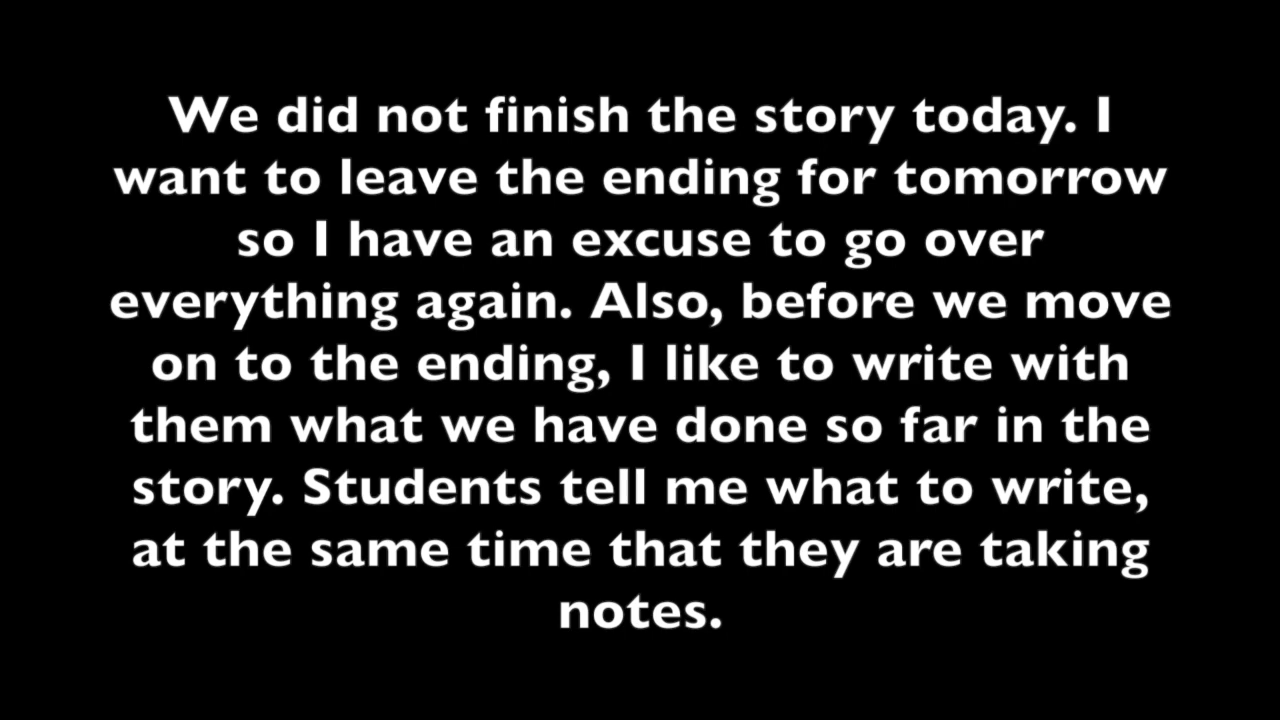 We did not finish the story today. I
want to leave the ending for tomorrow
so I have an excuse to go over
everything again. Also, before we move
on to the ending, I like to write with
them what we have done so far in the
story. Students tell me what to write,
at the same time that they are taking
notes.